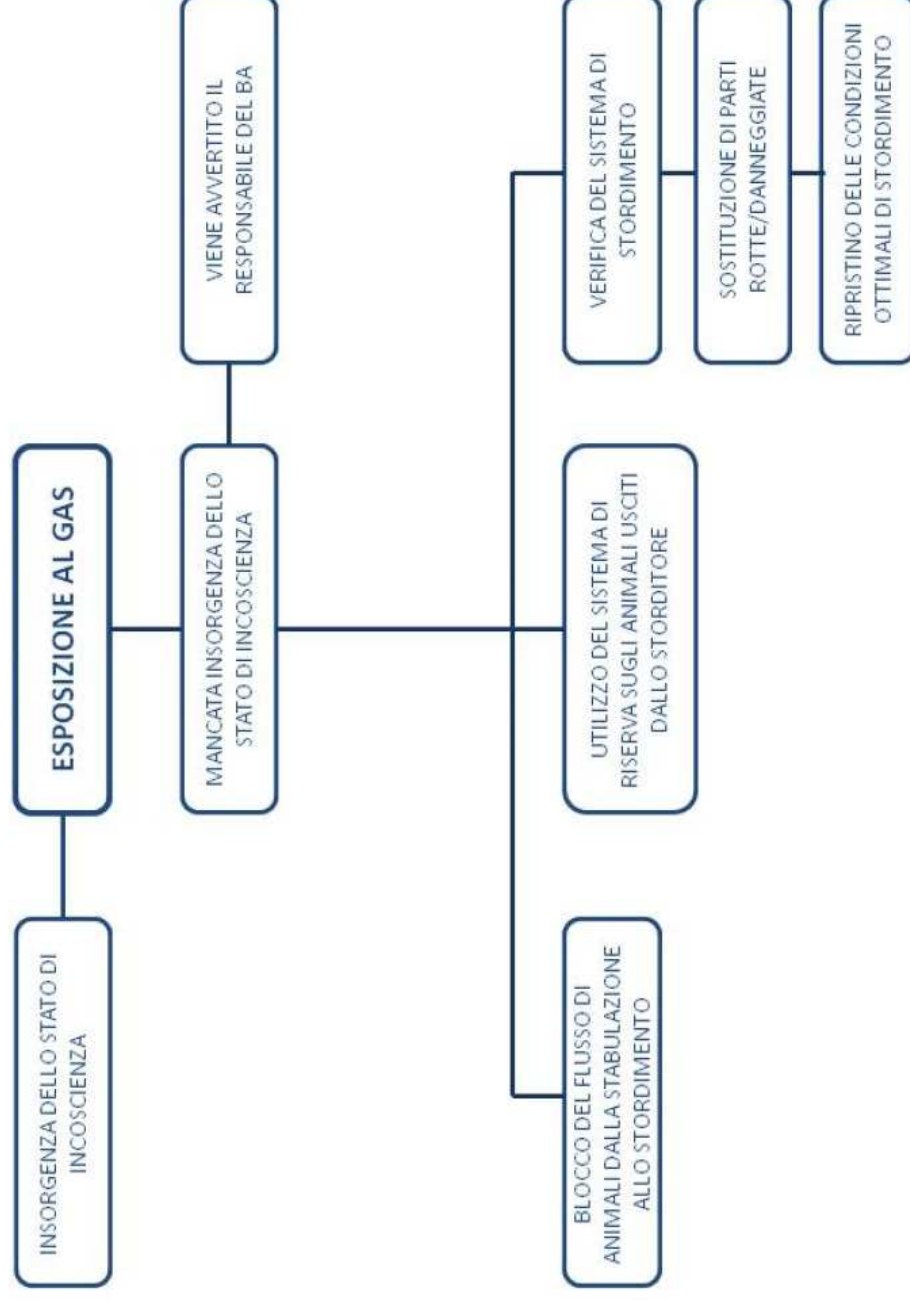 ESPOSIZIONE AL GAS
INSORGENZA DELLO STATO DI
INCOSCIENZA
MANCATA INSORGENZA DELLO
STATO DI INCOSCIENZA
VIENE AVVERTITO IL
RESPONSABILE DEL BA
BLOCCO DEL FLUSSO DI
ANIMALI DALLA STABULAZIONE
ALLO STORDIMENTO
UTILIZZO DEL SISTEMA DI
RISERVA SUGLI ANIMALI USCITI
DALLO STORDITORE
VERIFICA DEL SISTEMA DI
STORDIMENTO
SOSTITUZIONE DI PARTI
ROTTE/DANNEGGIATE
RIPRISTINO DELLE CONDIZIONI
OTTIMALI DI STORDIMENTO